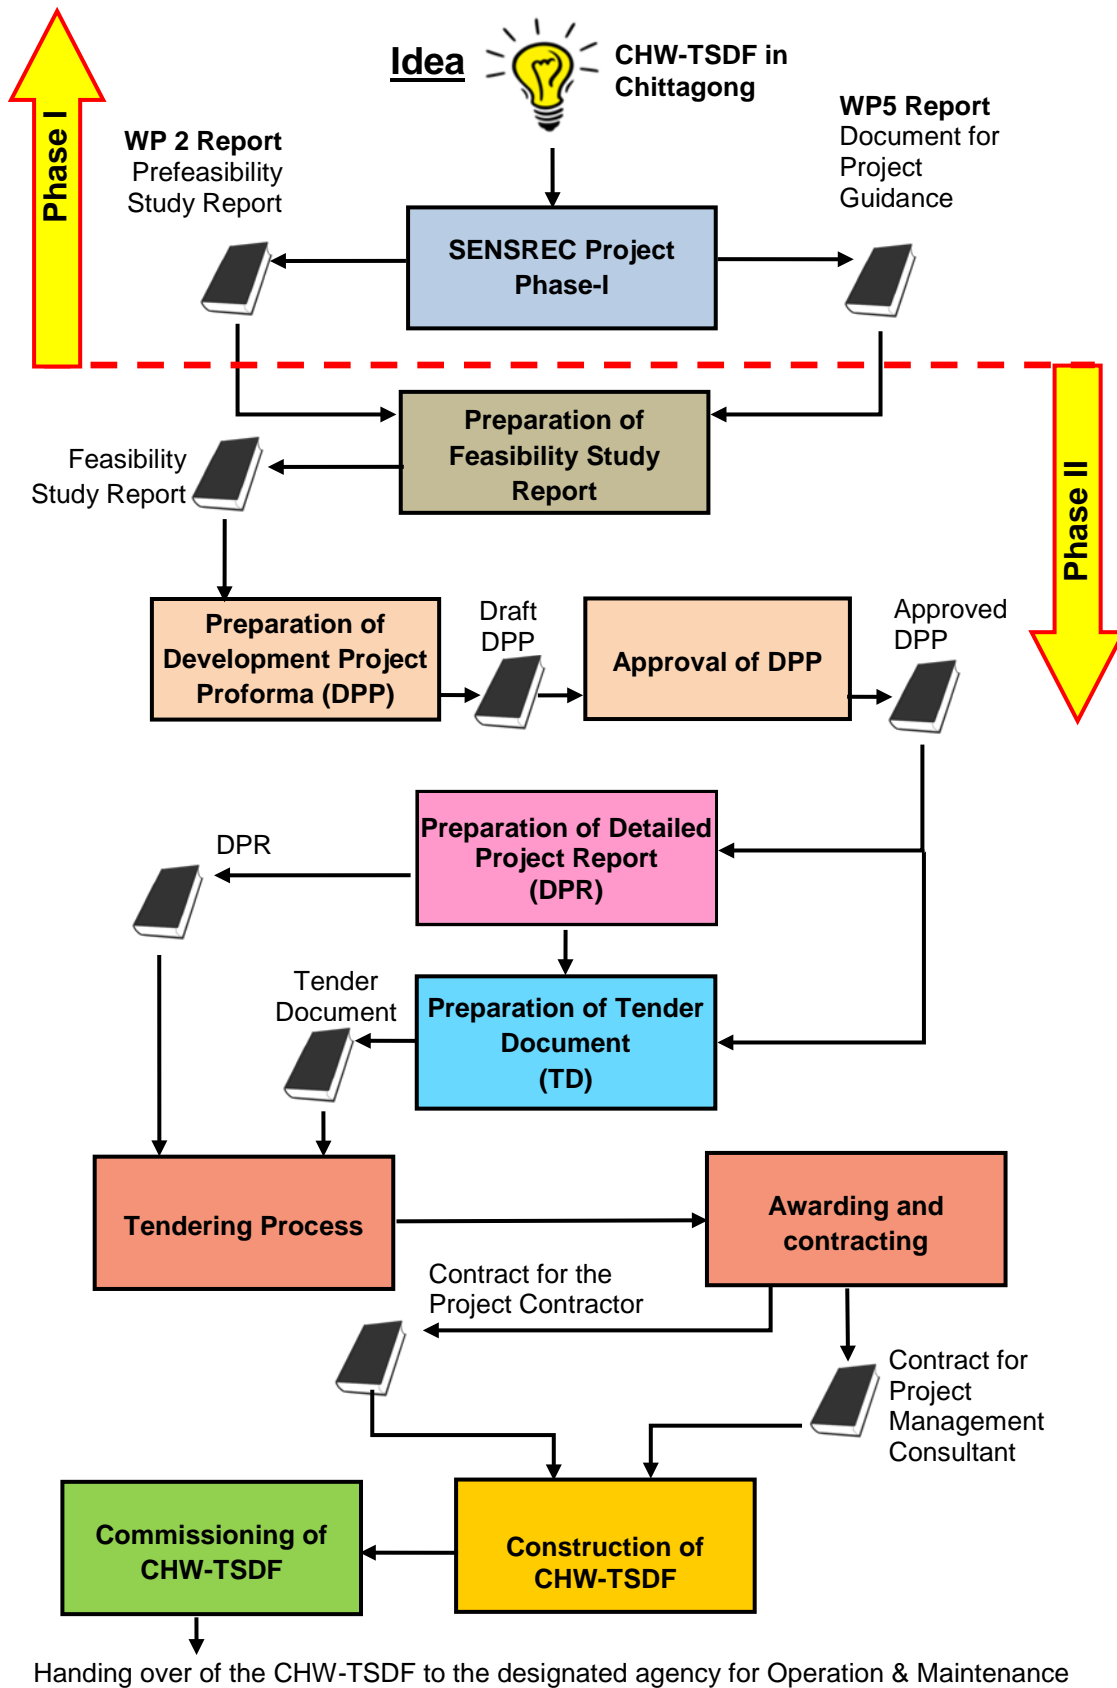 Idea
CHW-TSDF in
Chittagong
Phase I
WP 2 Report
Prefeasibility
Study Report
WP5 Report
Document for
Project
Guidance
SENSREC Project
Phase-I
Preparation of
Feasibility Study
Report
Feasibility
Study Report
Phase II
Preparation of
Development Project
Proforma (DPP)
Draft
DPP
Approval of DPP
Approved
DPP
Preparation of Detailed
Project Report
(DPR)
DPR
Preparation of Tender
Document
(TD)
Tender
Document
Tendering Process
Awarding and
contracting
Contract for the
Project Contractor
Contract for
Project
Management
Consultant
Construction of
CHW-TSDF
Commissioning of
CHW-TSDF
Handing over of the CHW-TSDF to the designated agency for Operation & Maintenance